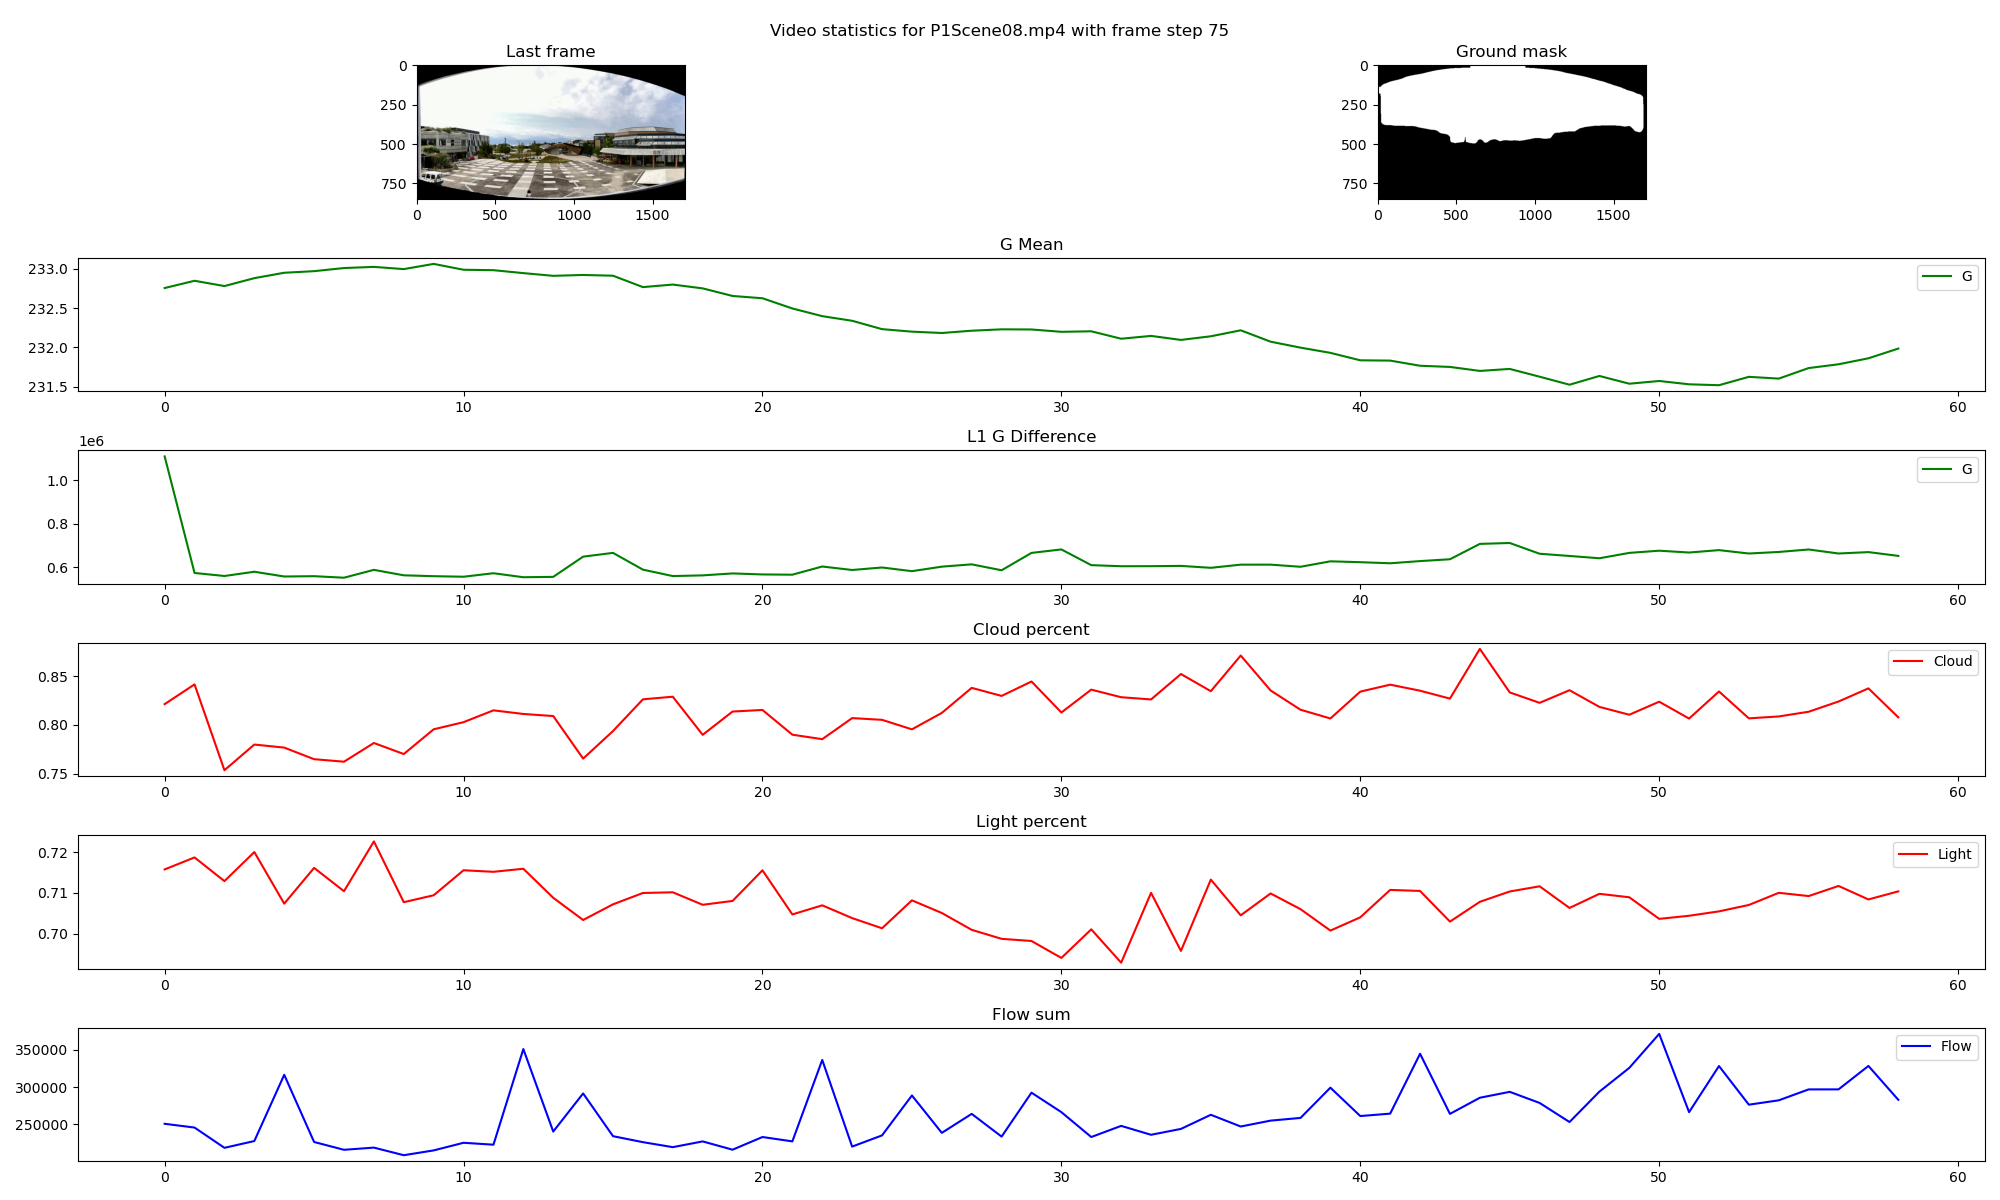 Video statistics for P1Scene08.mp4 with frame step 75
Last frame
Ground mask
0
250
500
750
0 500 1000 1500
0
250
500
750
0 500 1000 1500
G Mean
233.0
232.5
232.0
231.5
G
0 10 20 30 40 50 60
L1 G Difference
1e6
1.0
0.8
0.6
G
0 10 20 30 40 50 60
Cloud percent
0.85
0.80
0.75
Cloud
0 10 20 30 40 50 60
Light percent
0.72
0.71
0.70
Light
0 10 20 30 40 50 60
Flow sum
350000
300000
250000
Flow
0 10 20 30 40 50 60